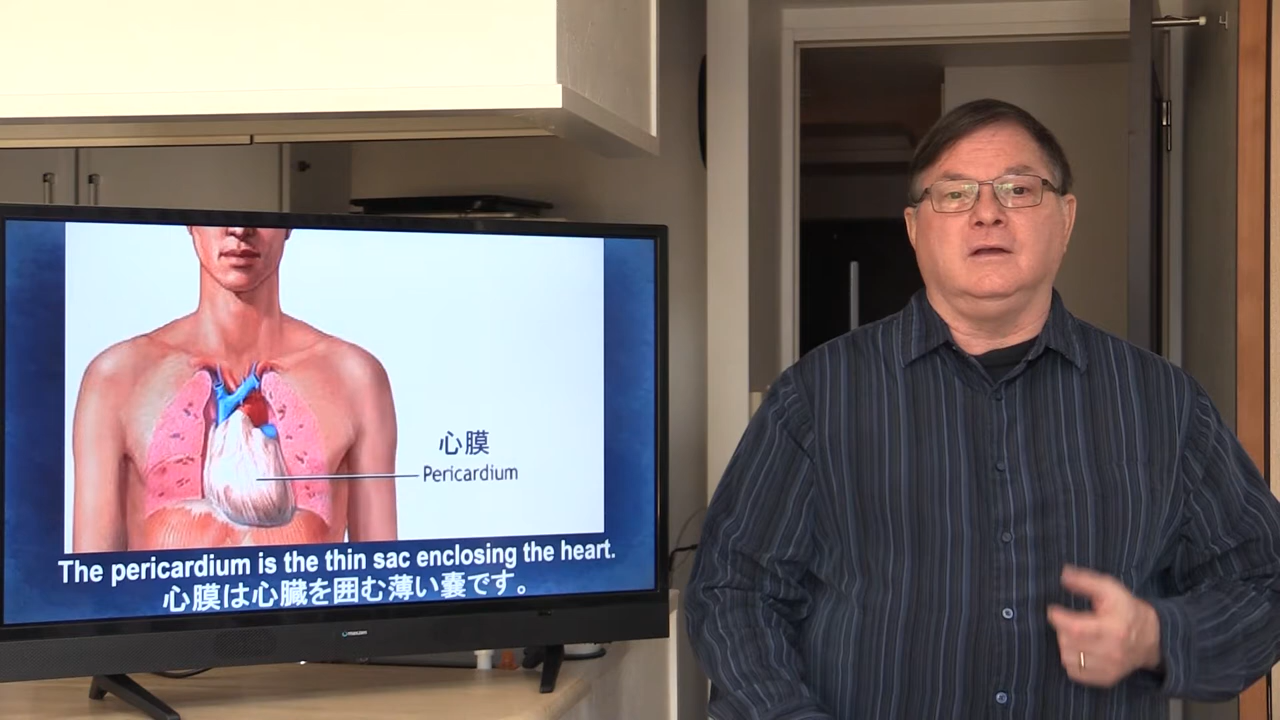 心膜
Pericardium
The pericardium is the thin sac enclosing the heart.
心膜は心臓を囲む薄い嚢です。
maxzen